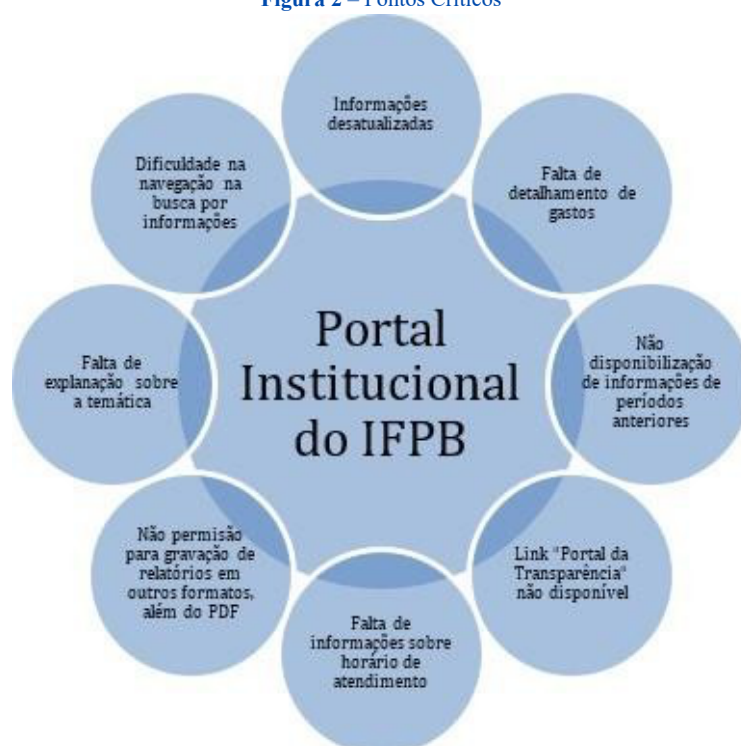 Figura 2 – Pontos Críticos
Informações
desatualizadas
Falta de
detalhamento de
gastos
Não
disponibilização
de informações de
períodos
anteriores
Link "Portal da
Transparência"
não disponível
Falta de
informações sobre
horário de
atendimento
Não permisão
para gravação de
relatórios em
outros formatos,
além do PDF
Falta de
explanação sobre
a temática
Dificuldade na
navegação na
busca por
informações
Portal
Institucional
do IFPB